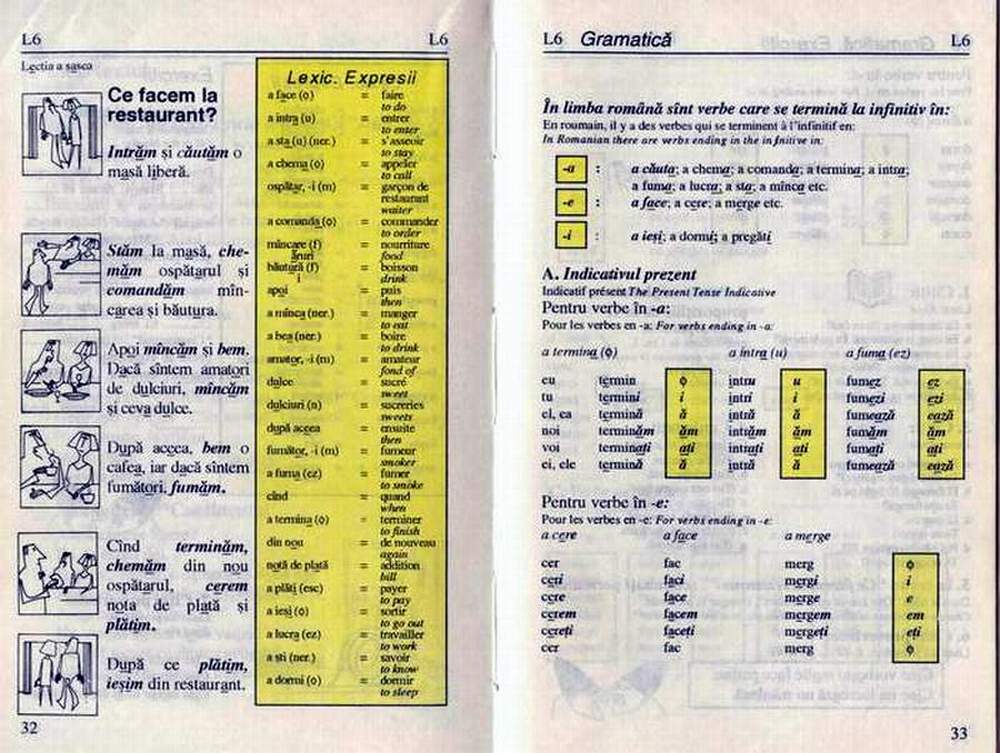 L6
L6
Lecția a șasea
Ce facem la
restaurant?
Intrăm și căutăm o
masă liberă.
Stăm la masă, che-
măm ospătarul și
comandăm mîn-
carea și băutura.
Apoi mîncăm și bem.
Dacă sîntem amatori
de dulciuri, mîncăm
și ceva dulce.
După aceea, bem o
cafea, iar dacă sîntem
fumători, fumăm.
Cînd terminăm,
chemăm din nou
ospătarul, cerem
nota de plată și
plătim.
După ce plătim,
ieșim din restaurant.
32
Lexic. Expresii
a face (o) = faire
to do
a intra (u) = entrer
to enter
a sta (u) (ner.) = s'asseoir
to stay
a chema (o) = appeler
to call
ospătar, -i (m) = garçon de
restaurant
waiter
a comanda (o) = commander
to order
mîncare (f) = nourriture
ăruri food
băutură (f) = boisson
i drink
apoi = puis
then
a mînca (ner.) = manger
to eat
a bea (ner.) = boire
to drink
amator, -i (m) = amateur
fond of
dulce = sucré
sweet
dulciuri (n) = sucreries
sweets
după aceea = ensuite
then
fumător, -i (m) = fumeur
smoker
a fuma (ez) = fumer
to smoke
cînd = quand
when
a termina (o) = terminer
to finish
din nou = de nouveau
again
notă de plată = addition
bill
a plăti (esc) = payer
to pay
a ieși (o) = sortir
to go out
a lucra (ez) = travailler
to work
a ști (ner.) = savoir
to know
a dormi (o) = dormir
to sleep
L6 Gramatică L6
În limba română sînt verbe care se termină la infinitiv în:
En roumain, il y a des verbes qui se terminent à l'infinitif en:
In Romanian there are verbs ending in the infinitive in:
-a : a căuta; a chema; a comanda; a termina; a intra;
a fuma; a lucra; a sta; a mînca etc.
-e : a face; a cere; a merge etc.
-i : a ieși; a dormi; a pregăti
A. Indicativul prezent
Indicatif présent The Present Tense Indicative
Pentru verbe în -a:
Pour les verbes en -a: For verbs ending in -a:
a termina (ϕ) a intra (u) a fuma (ez)
eu termin ϕ intru u fumez ez
tu termini i intri i fumezi ezi
el, ea termină ă intră ă fumează ează
noi terminăm ăm intrăm ăm fumăm ăm
voi terminați ați intrați ați fumați ați
ei, ele termină ă intră ă fumează ează
Pentru verbe în -e:
Pour les verbes en -e: For verbs ending in -e:
a cere a face a merge
cer fac merg ϕ
ceri faci mergi i
cere face merge e
cerem facem mergem em
cereți faceți mergeți eți
cer fac merg ϕ
33